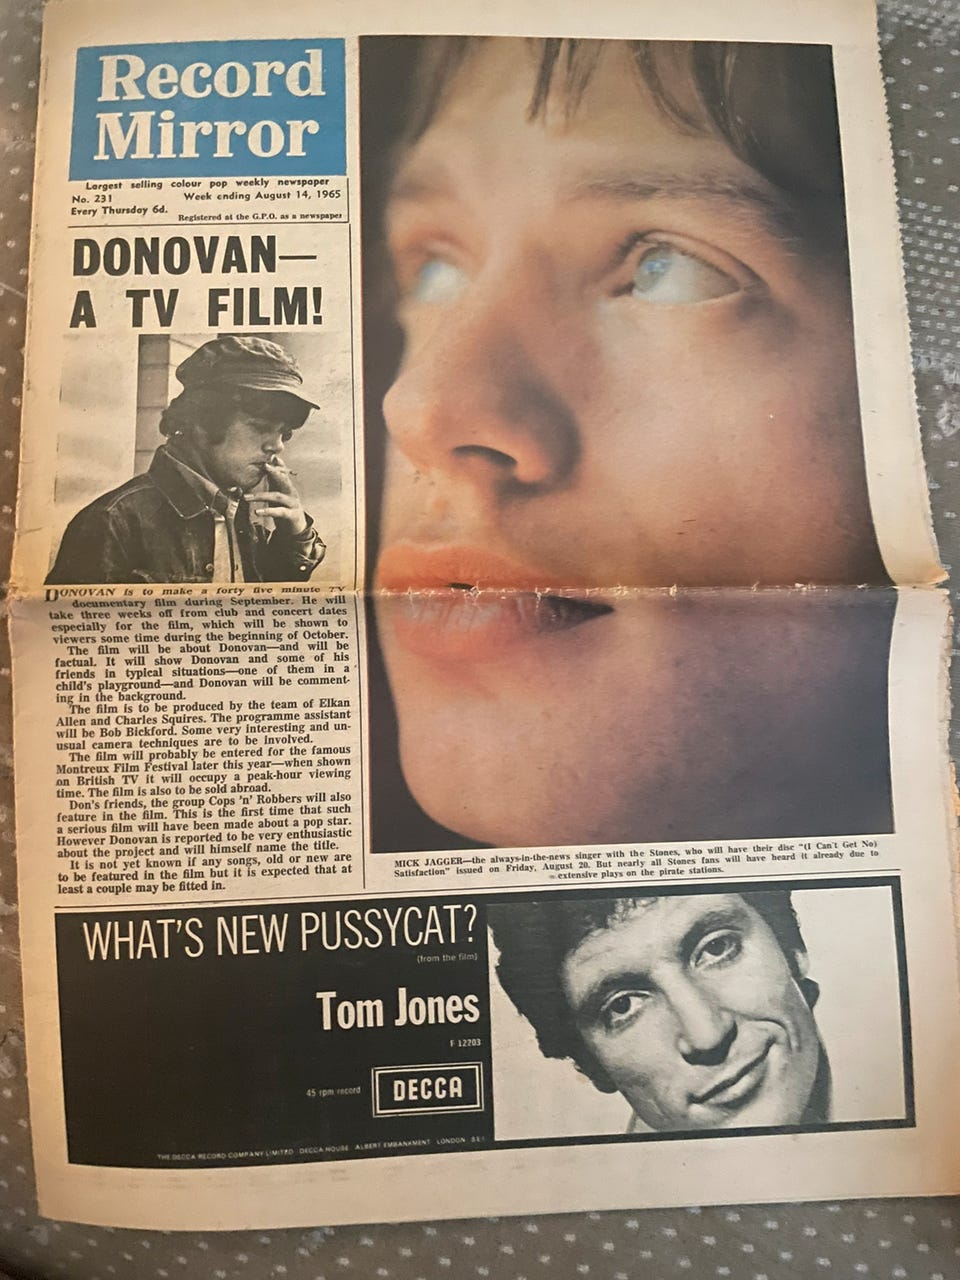 Record
Mirror
Largest selling colour pop weekly newspaper
No. 231 Week ending August 14, 1965
Every Thursday 6d. Registered at the G.P.O. as a newspaper
DONOVAN—
A TV FILM!
DONOVAN is to make a forty five minute TV
documentary film during September. He will
take three weeks off from club and concert dates
especially for the film, which will be shown to
viewers some time during the beginning of October.
The film will be about Donovan—and will be
factual. It will show Donovan and some of his
friends in typical situations—one of them in a
child's playground—and Donovan will be comment-
ing in the background.
The film is to be produced by the team of Elkan
Allen and Charles Squires. The programme assistant
will be Bob Bickford. Some very interesting and un-
usual camera techniques are to be involved.
The film will probably be entered for the famous
Montreux Film Festival later this year—when shown
on British TV it will occupy a peak-hour viewing
time. The film is also to be sold abroad.
Don's friends, the group Cops 'n' Robbers will also
feature in the film. This is the first time that such
a serious film will have been made about a pop star.
However Donovan is reported to be very enthusiastic
about the project and will himself name the title.
It is not yet known if any songs, old or new are
to be featured in the film but it is expected that at
least a couple may be fitted in.
MICK JAGGER—the always-in-the-news singer with the Stones, who will have their disc "(I Can't Get No)
Satisfaction" issued on Friday, August 20. But nearly all Stones fans will have heard it already due to
extensive plays on the pirate stations.
WHAT'S NEW PUSSYCAT?
(from the film)
Tom Jones
F 12203
45 rpm record DECCA
THE DECCA RECORD COMPANY LIMITED DECCA HOUSE ALBERT EMBANKMENT LONDON SE1